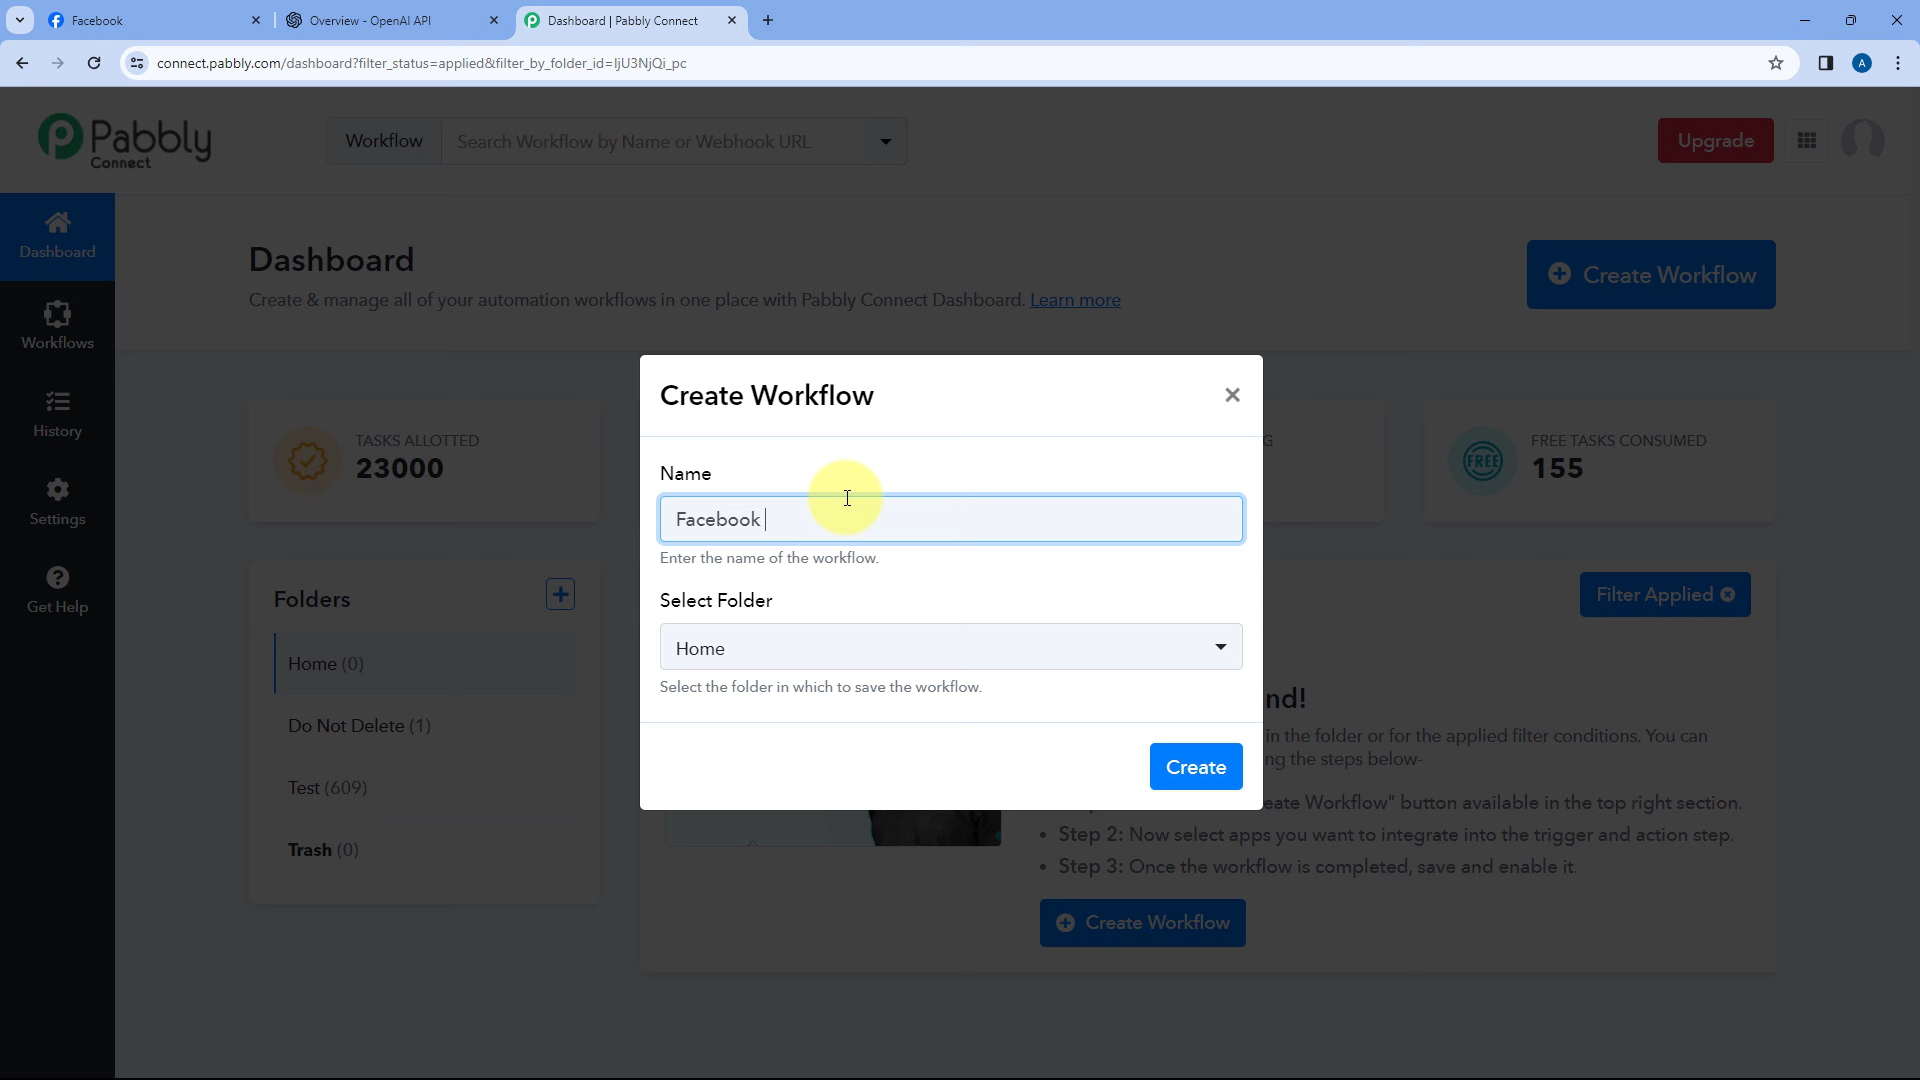 Facebook
Overview - OpenAI API
Dashboard | Pabbly Connect
connect.pabbly.com/dashboard?filter_status=applied&filter_by_folder_id=IjU3NjQi_pc
A
Pabbly
Connect
Workflow
Search Workflow by Name or Webhook URL
Upgrade
Dashboard
Workflows
History
Settings
Get Help
Dashboard
Create & manage all of your automation workflows in one place with Pabbly Connect Dashboard. Learn more
Create Workflow
TASKS ALLOTTED
23000
G
FREE
FREE TASKS CONSUMED
155
Folders
Home (0)
Do Not Delete (1)
Test (609)
Trash (0)
Filter Applied
Create Workflow
Name
Facebook
Enter the name of the workflow.
Select Folder
Home
Select the folder in which to save the workflow.
Create
nd!
in the folder or for the applied filter conditions. You can
ng the steps below-
eate Workflow" button available in the top right section.
• Step 2: Now select apps you want to integrate into the trigger and action step.
• Step 3: Once the workflow is completed, save and enable it.
Create Workflow